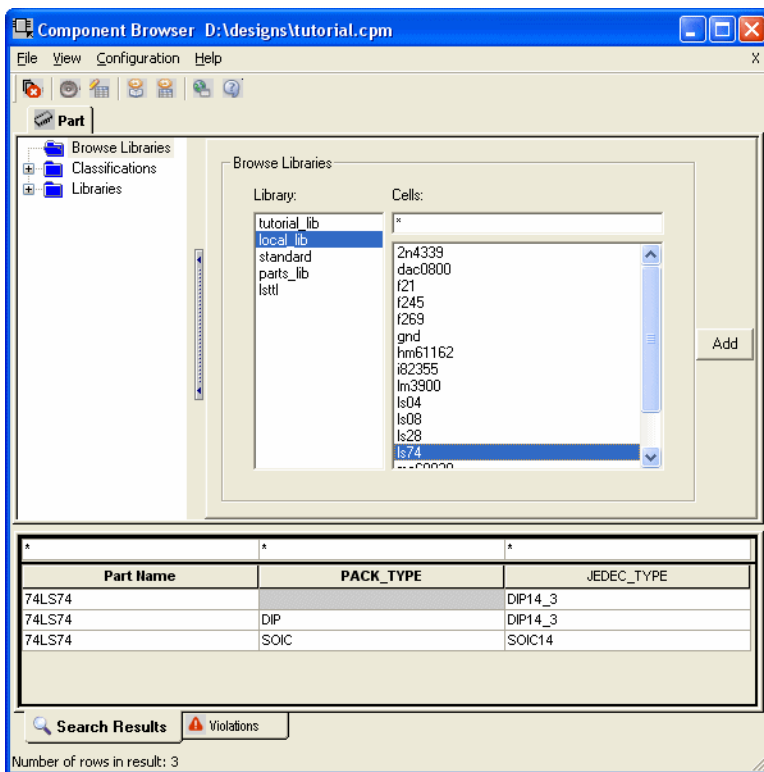 Component Browser D:\designs\tutorial.cpm
File View Configuration Help X
Part
Browse Libraries
Classifications
Libraries
Browse Libraries
Library: Cells:
tutorial_lib
local_lib
standard
parts_lib
lsttl
*
2n4339
dac0800
f21
f245
f269
gnd
hm61162
i82355
lm3900
ls04
ls08
ls28
ls74
Add
* * *
Part Name PACK_TYPE JEDEC_TYPE
74LS74 DIP14_3
74LS74 DIP DIP14_3
74LS74 SOIC SOIC14
Search Results Violations
Number of rows in result: 3